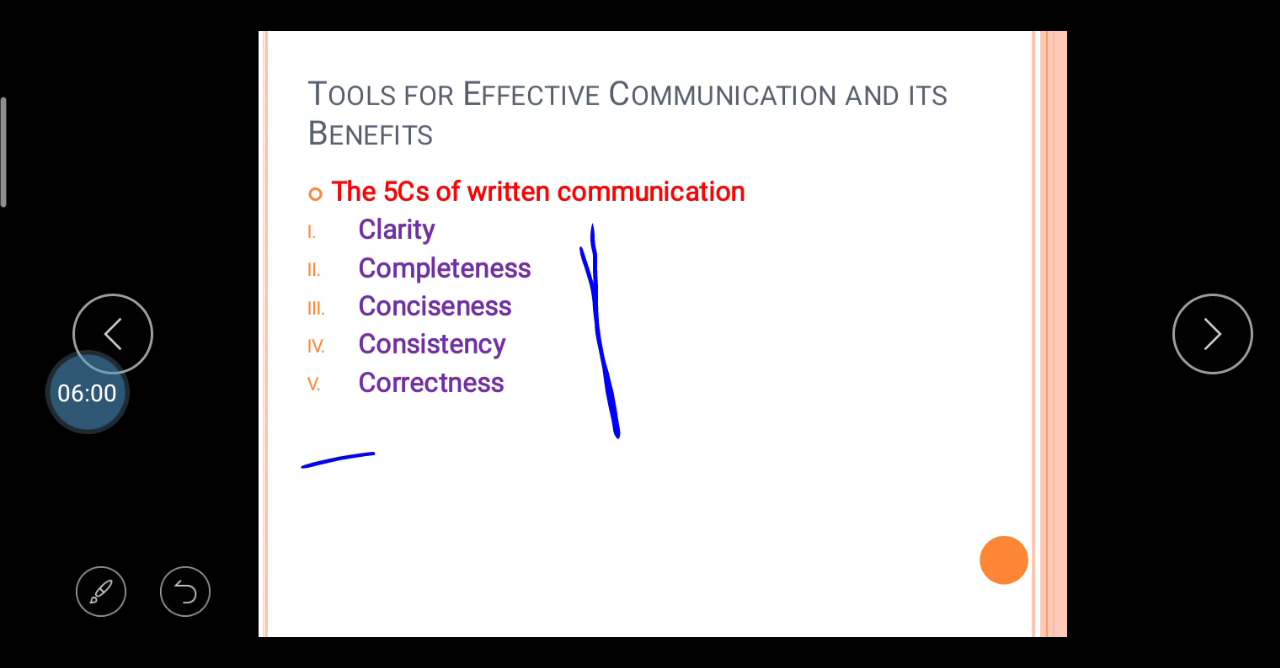 TOOLS FOR EFFECTIVE COMMUNICATION AND ITS
BENEFITS
The 5Cs of written communication
I. Clarity
II. Completeness
III. Conciseness
IV. Consistency
V. Correctness
06:00